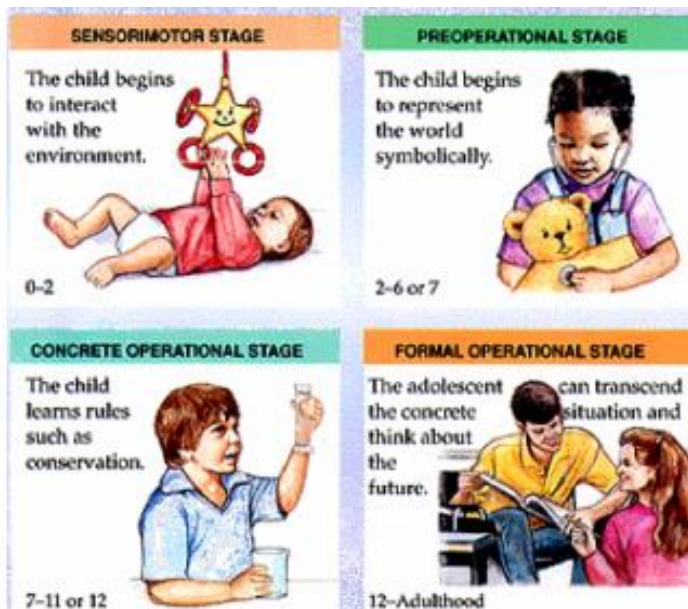 SENSORIMOTOR STAGE
The child begins
to interact
with the
environment.
0–2
PREOPERATIONAL STAGE
The child begins
to represent
the world
symbolically.
2–6 or 7
CONCRETE OPERATIONAL STAGE
The child
learns rules
such as
conservation.
7–11 or 12
FORMAL OPERATIONAL STAGE
The adolescent can transcend
the concrete situation and
think about
the
future.
12–Adulthood